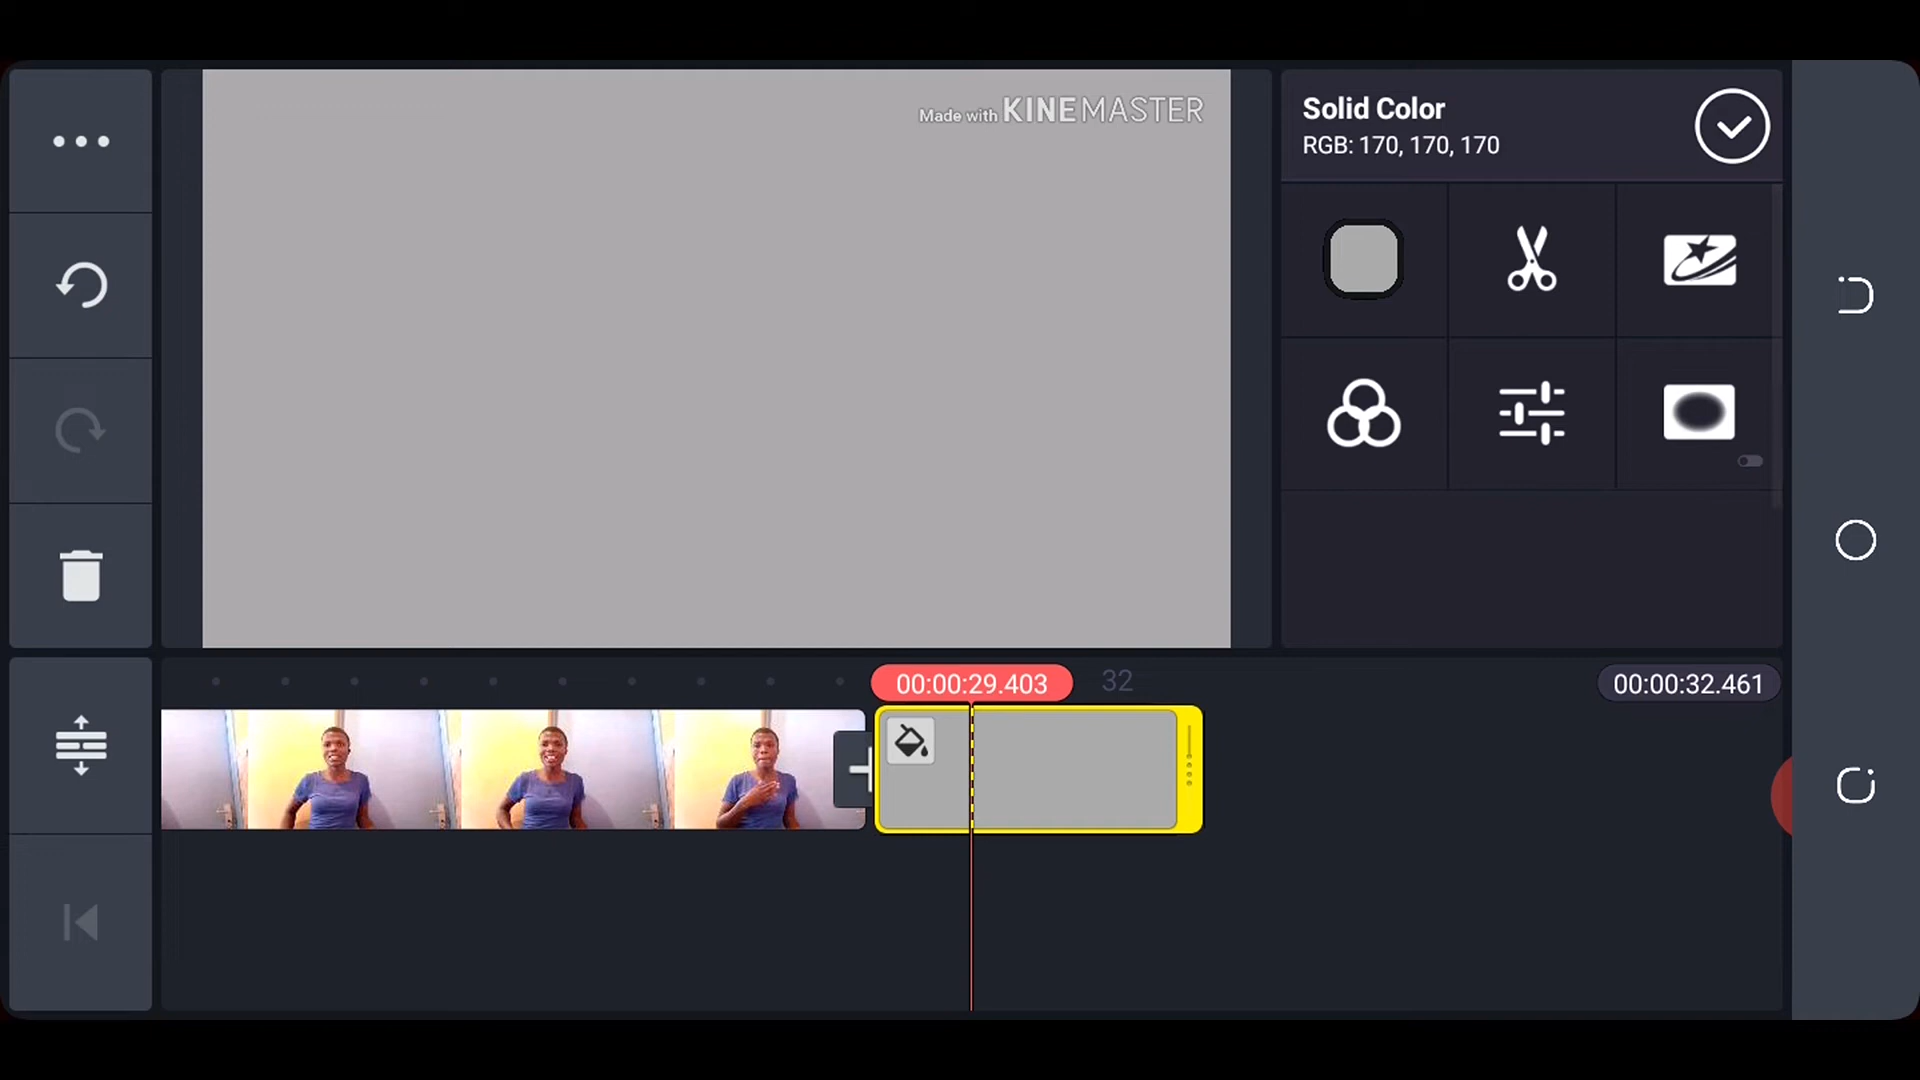 Made with KINEMASTER
Solid Color
RGB: 170, 170, 170
00:00:29.403
32
00:00:32.461